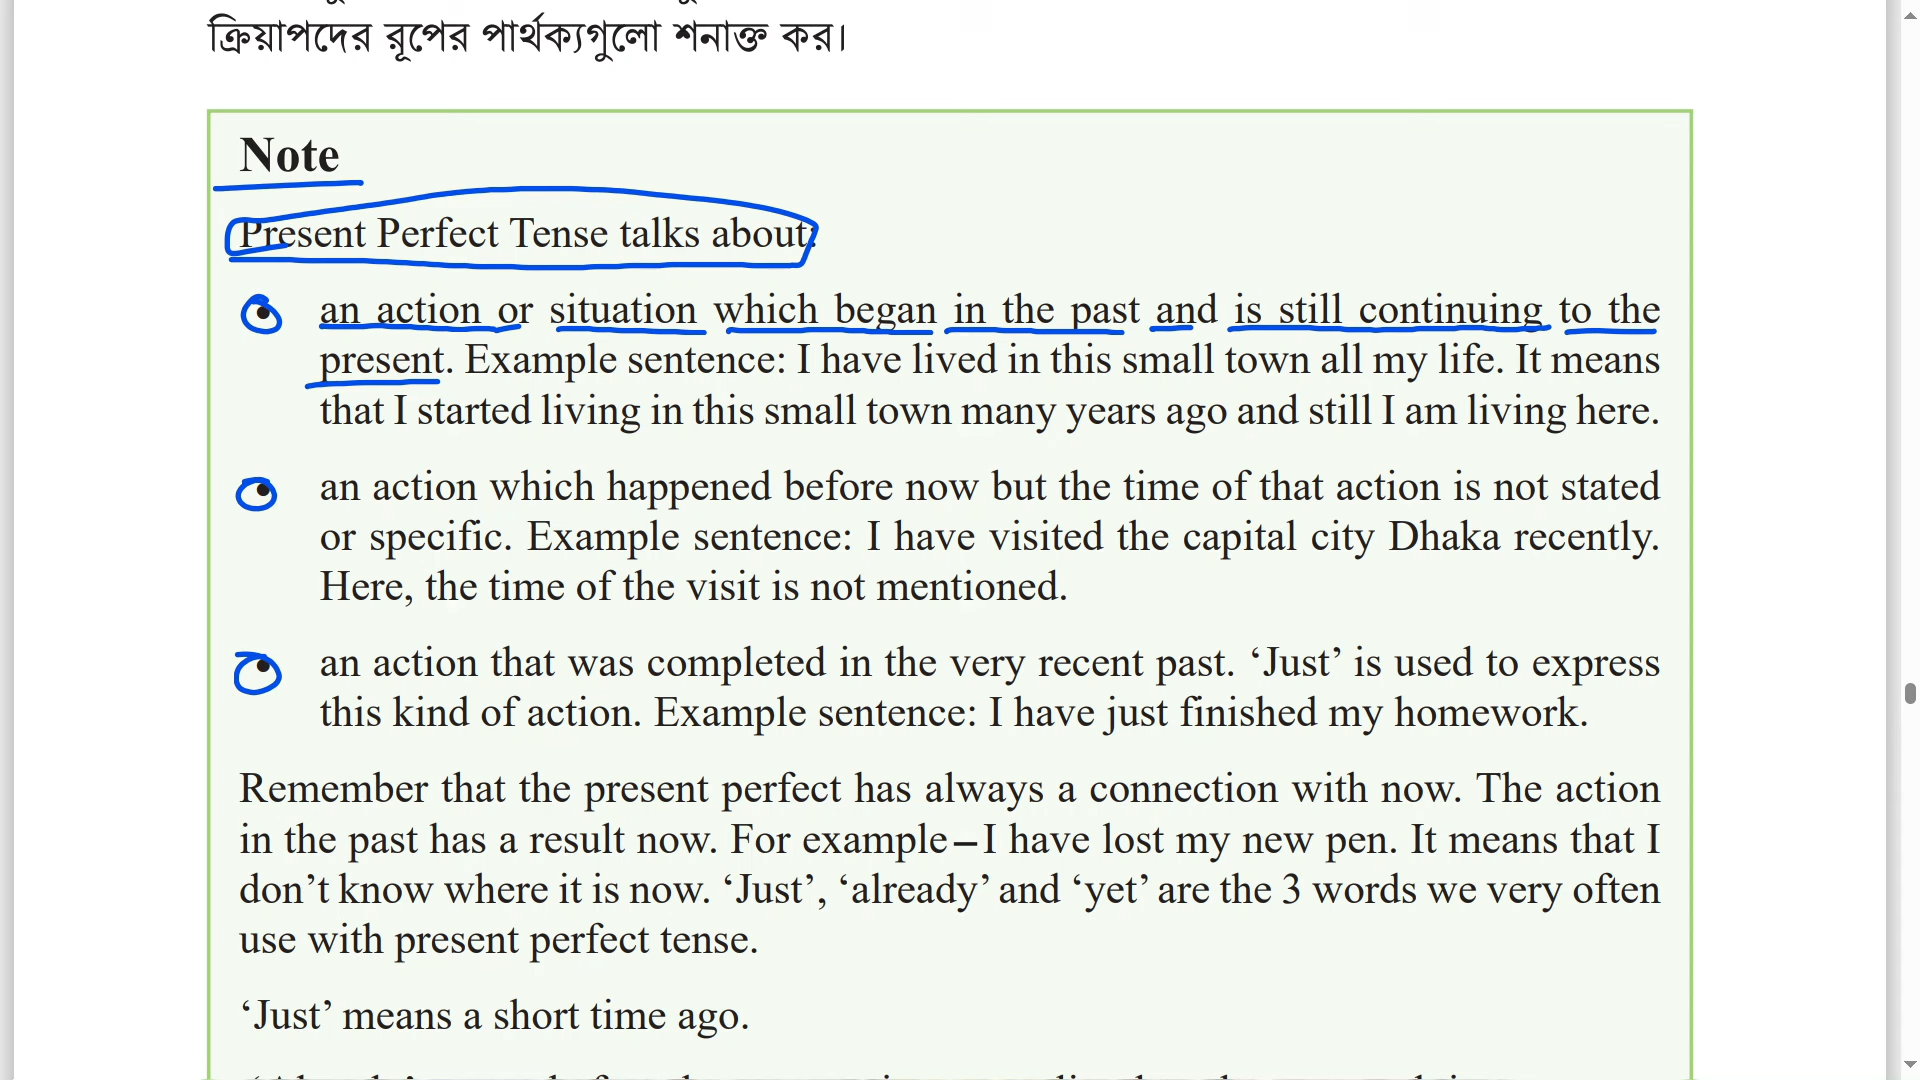 ক্রিয়াপদের রূপের পার্থক্যগুলো শনাক্ত কর।
Note
Present Perfect Tense talks about:
• an action or situation which began in the past and is still continuing to the
present. Example sentence: I have lived in this small town all my life. It means
that I started living in this small town many years ago and still I am living here.
• an action which happened before now but the time of that action is not stated
or specific. Example sentence: I have visited the capital city Dhaka recently.
Here, the time of the visit is not mentioned.
• an action that was completed in the very recent past. ‘Just’ is used to express
this kind of action. Example sentence: I have just finished my homework.
Remember that the present perfect has always a connection with now. The action
in the past has a result now. For example – I have lost my new pen. It means that I
don’t know where it is now. ‘Just’, ‘already’ and ‘yet’ are the 3 words we very often
use with present perfect tense.
‘Just’ means a short time ago.